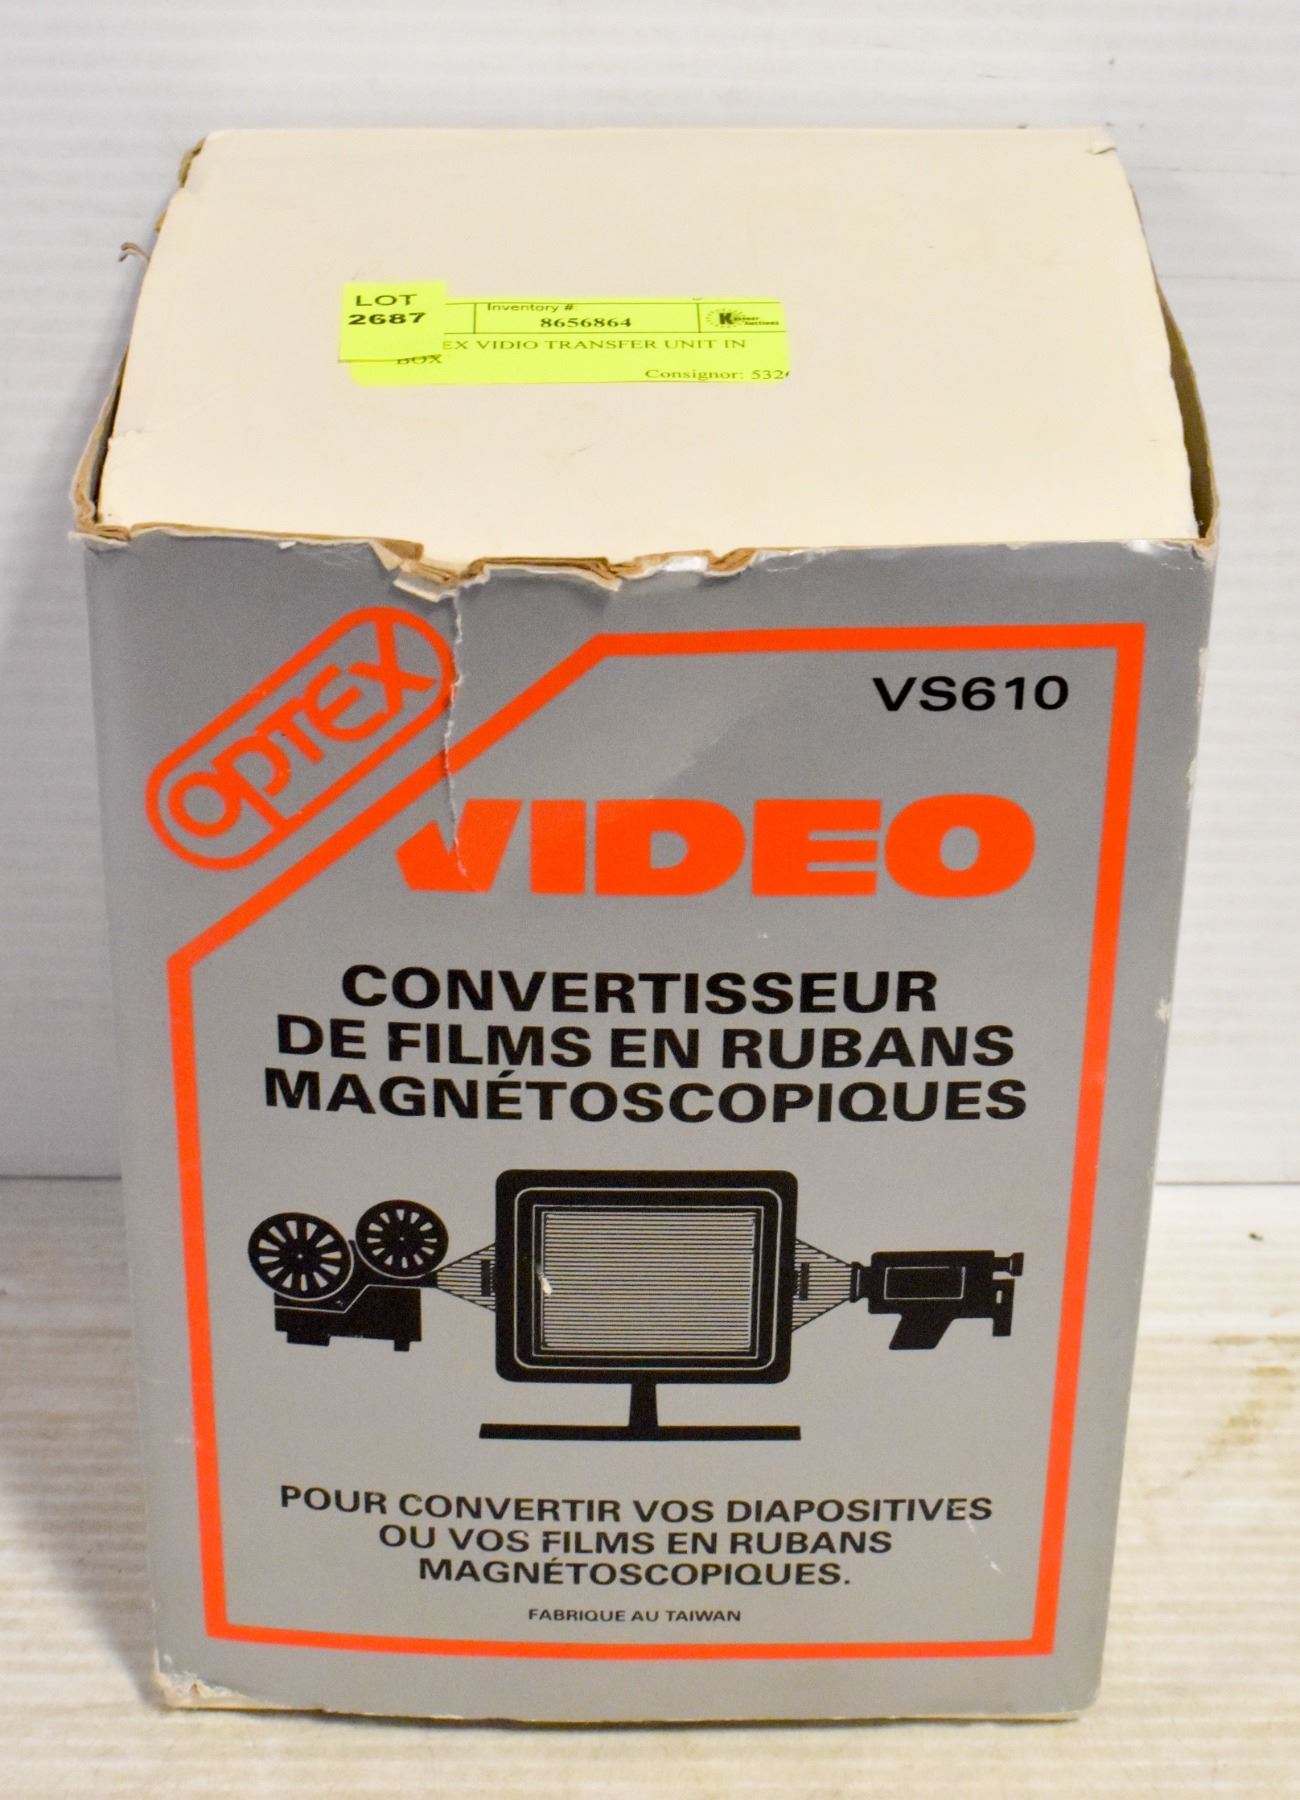 LOT
2687
Inventory #:
8656864
EX VIDIO TRANSFER UNIT IN
BOX
Consignor:
OPTEX
VS610
VIDEO
CONVERTISSEUR
DE FILMS EN RUBANS
MAGNÉTOSCOPIQUES
POUR CONVERTIR VOS DIAPOSITIVES
OU VOS FILMS EN RUBANS
MAGNÉTOSCOPIQUES.
FABRIQUE AU TAIWAN